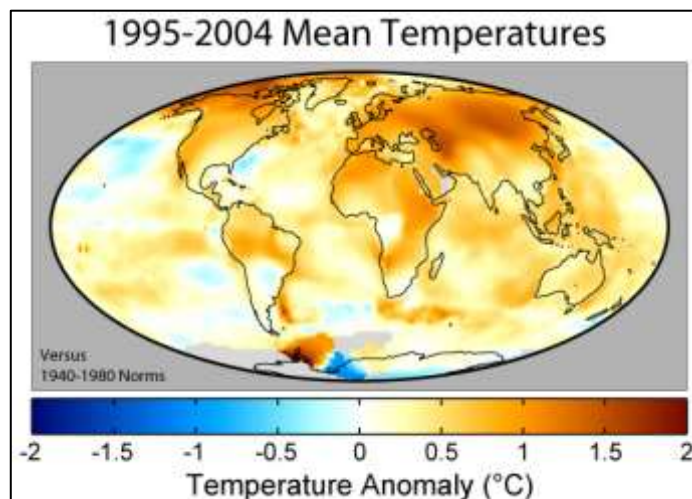 1995-2004 Mean Temperatures
Versus
1940-1980 Norms
-2 -1.5 -1 -0.5 0 0.5 1 1.5 2
Temperature Anomaly (°C)